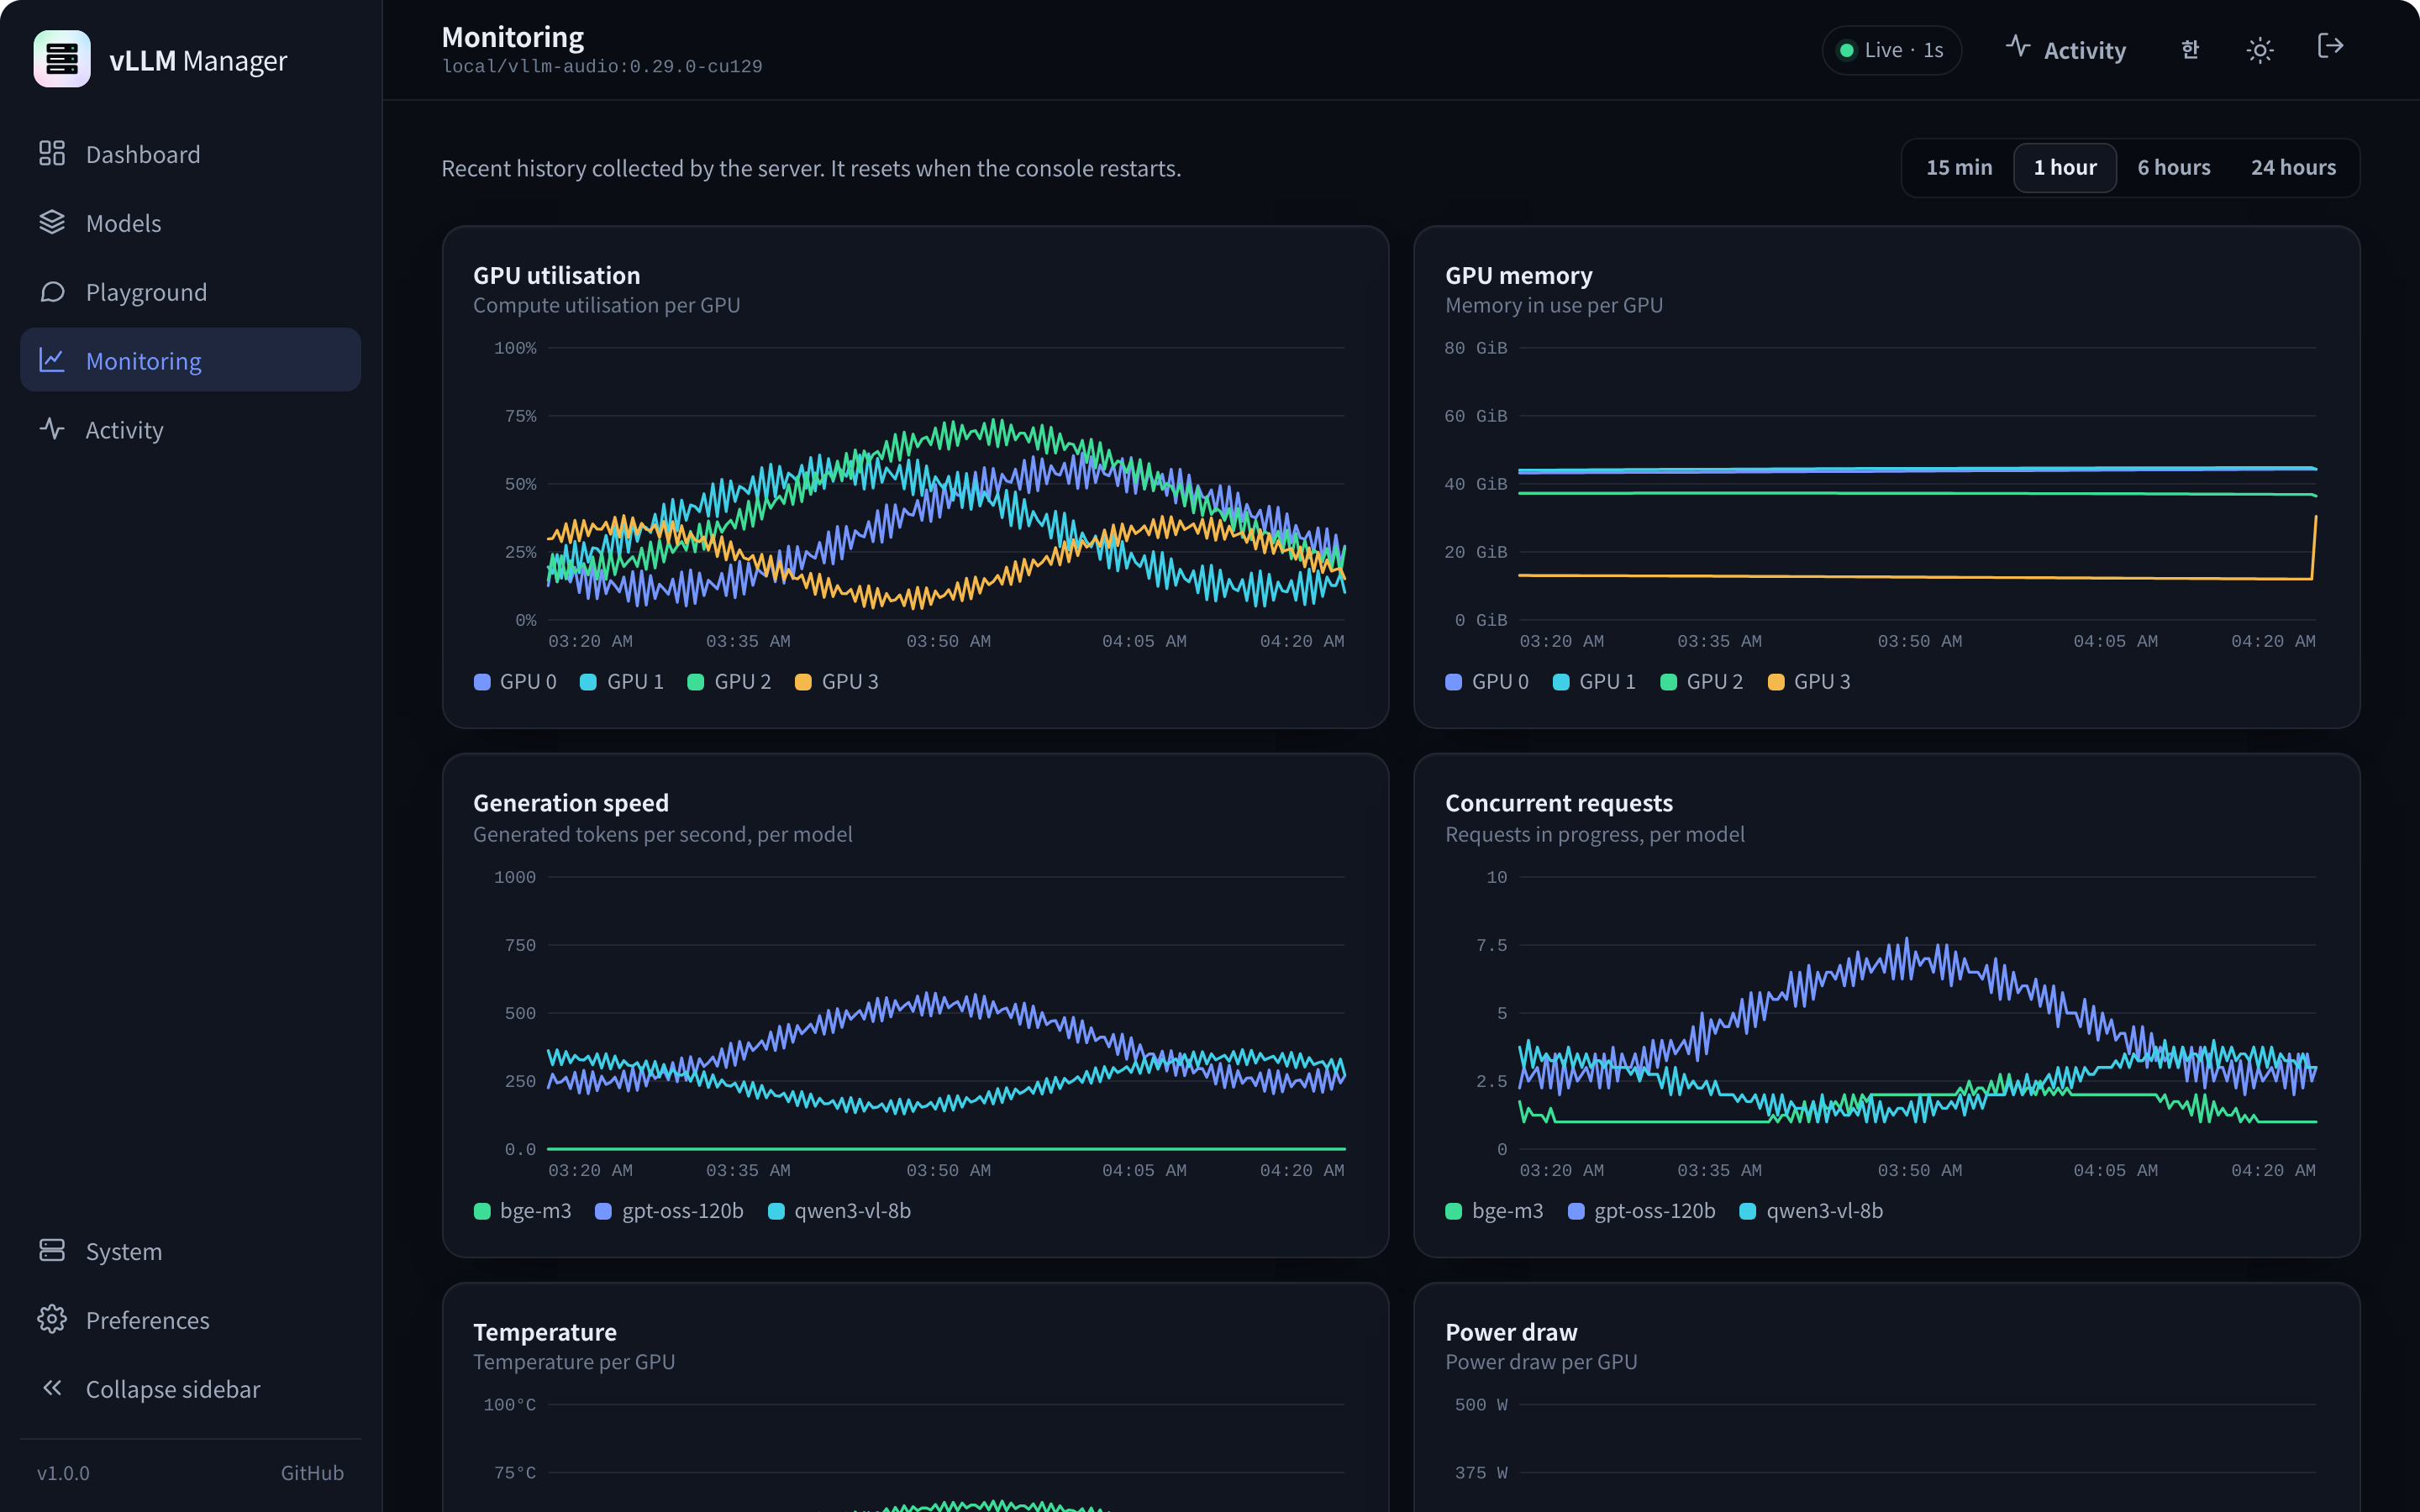 vLLM Manager
Dashboard
Models
Playground
Monitoring
Activity
System
Preferences
Collapse sidebar
v1.0.0 GitHub
Monitoring
local/vllm-audio:0.29.0-cu129
Live · 1s
Activity
한
Recent history collected by the server. It resets when the console restarts.
15 min 1 hour 6 hours 24 hours
GPU utilisation
Compute utilisation per GPU
100%
75%
50%
25%
0%
03:20 AM 03:35 AM 03:50 AM 04:05 AM 04:20 AM
GPU 0 GPU 1 GPU 2 GPU 3
GPU memory
Memory in use per GPU
80 GiB
60 GiB
40 GiB
20 GiB
0 GiB
03:20 AM 03:35 AM 03:50 AM 04:05 AM 04:20 AM
GPU 0 GPU 1 GPU 2 GPU 3
Generation speed
Generated tokens per second, per model
1000
750
500
250
0.0
03:20 AM 03:35 AM 03:50 AM 04:05 AM 04:20 AM
bge-m3 gpt-oss-120b qwen3-vl-8b
Concurrent requests
Requests in progress, per model
10
7.5
5
2.5
0
03:20 AM 03:35 AM 03:50 AM 04:05 AM 04:20 AM
bge-m3 gpt-oss-120b qwen3-vl-8b
Temperature
Temperature per GPU
100°C
75°C
Power draw
Power draw per GPU
500 W
375 W